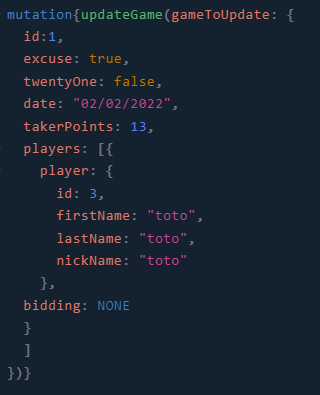 mutation{updateGame(gameToUpdate: {
id:1,
excuse: true,
twentyOne: false,
date: "02/02/2022",
takerPoints: 13,
players: [{
player: {
id: 3,
firstName: "toto",
lastName: "toto",
nickName: "toto"
},
bidding: NONE
}
]
})}